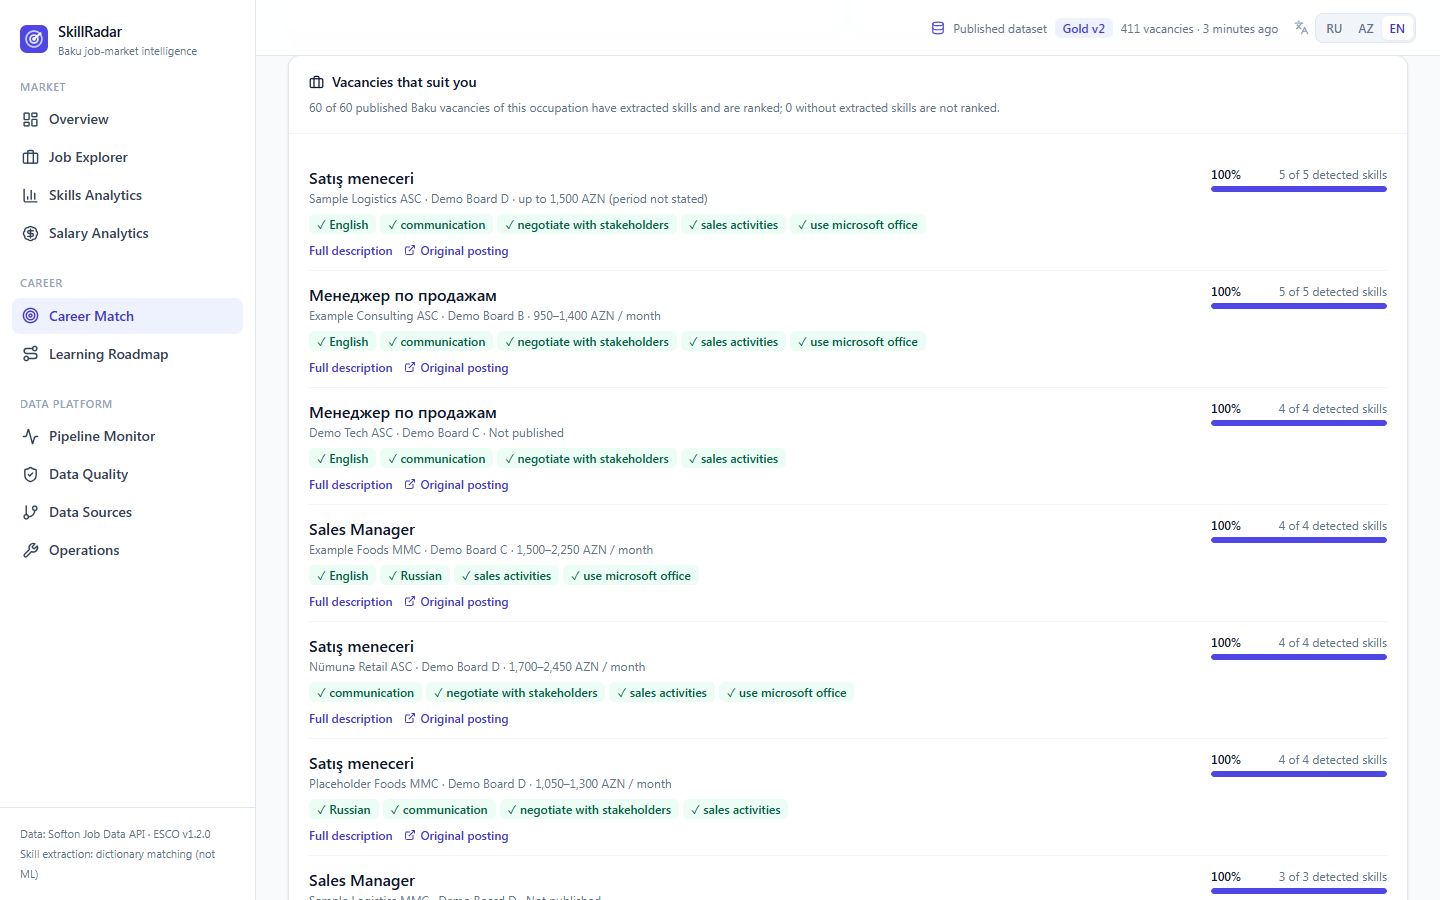 SkillRadar
Baku job-market intelligence
MARKET
Overview
Job Explorer
Skills Analytics
Salary Analytics
CAREER
Career Match
Learning Roadmap
DATA PLATFORM
Pipeline Monitor
Data Quality
Data Sources
Operations
Data: Softon Job Data API · ESCO v1.2.0
Skill extraction: dictionary matching (not
ML)
Published dataset Gold v2 411 vacancies · 3 minutes ago RU AZ EN
Vacancies that suit you
60 of 60 published Baku vacancies of this occupation have extracted skills and are ranked; 0 without extracted skills are not ranked.
Satış meneceri
100% 5 of 5 detected skills
Sample Logistics ASC · Demo Board D · up to 1,500 AZN (period not stated)
✓ English ✓ communication ✓ negotiate with stakeholders ✓ sales activities ✓ use microsoft office
Full description Original posting
Менеджер по продажам
100% 5 of 5 detected skills
Example Consulting ASC · Demo Board B · 950–1,400 AZN / month
✓ English ✓ communication ✓ negotiate with stakeholders ✓ sales activities ✓ use microsoft office
Full description Original posting
Менеджер по продажам
100% 4 of 4 detected skills
Demo Tech ASC · Demo Board C · Not published
✓ English ✓ communication ✓ negotiate with stakeholders ✓ sales activities
Full description Original posting
Sales Manager
100% 4 of 4 detected skills
Example Foods MMC · Demo Board C · 1,500–2,250 AZN / month
✓ English ✓ Russian ✓ sales activities ✓ use microsoft office
Full description Original posting
Satış meneceri
100% 4 of 4 detected skills
Nümunə Retail ASC · Demo Board D · 1,700–2,450 AZN / month
✓ communication ✓ negotiate with stakeholders ✓ sales activities ✓ use microsoft office
Full description Original posting
Satış meneceri
100% 4 of 4 detected skills
Placeholder Foods MMC · Demo Board D · 1,050–1,300 AZN / month
✓ Russian ✓ communication ✓ negotiate with stakeholders ✓ sales activities
Full description Original posting
Sales Manager
100% 3 of 3 detected skills
Sample Logistics MMC · Demo Board D · Not published